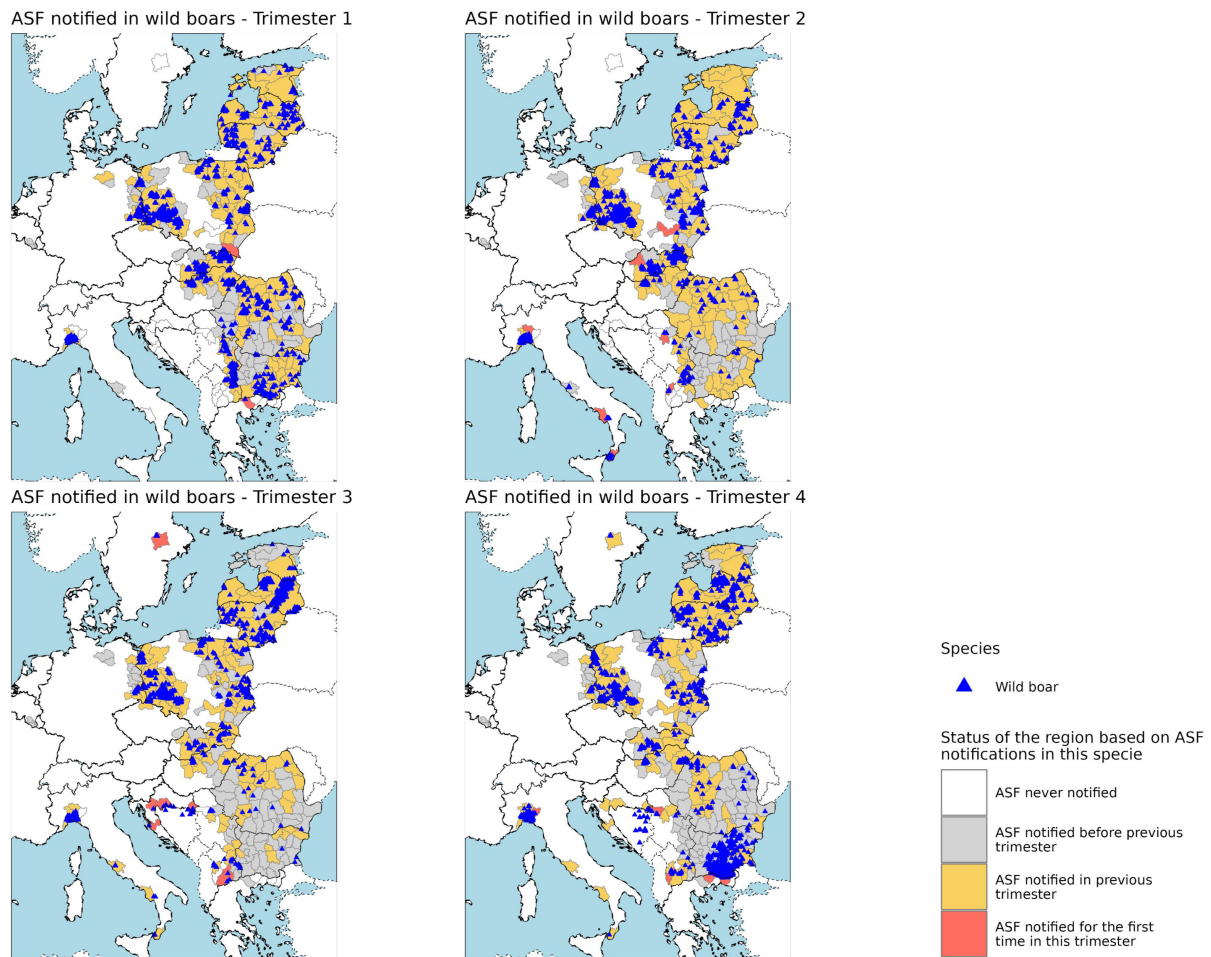 ASF notified in wild boars - Trimester 1
ASF notified in wild boars - Trimester 2
ASF notified in wild boars - Trimester 3
ASF notified in wild boars - Trimester 4
Species
Wild boar
Status of the region based on ASF
notifications in this specie
ASF never notified
ASF notified before previous
trimester
ASF notified in previous
trimester
ASF notified for the first
time in this trimester